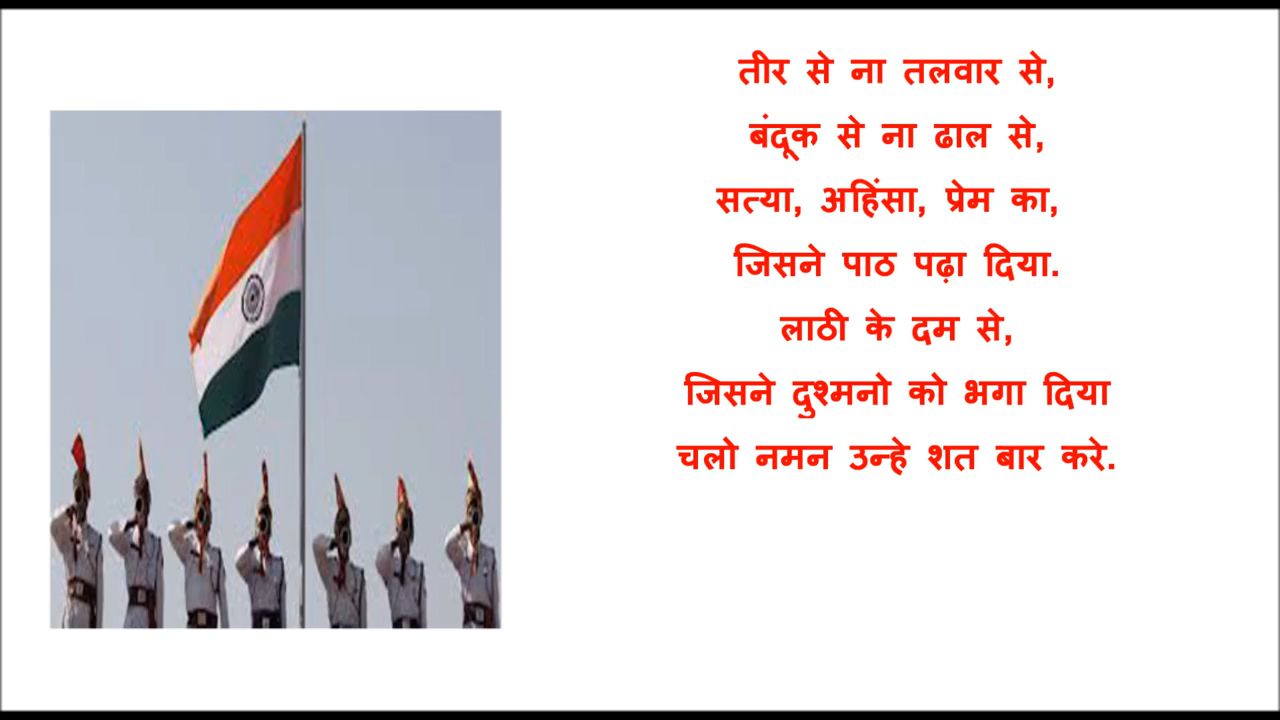 तीर से ना तलवार से,
बंदूक से ना ढाल से,
सत्या, अहिंसा, प्रेम का,
जिसने पाठ पढ़ा दिया.
लाठी के दम से,
जिसने दुश्मनो को भगा दिया
चलो नमन उन्हे शत बार करे.